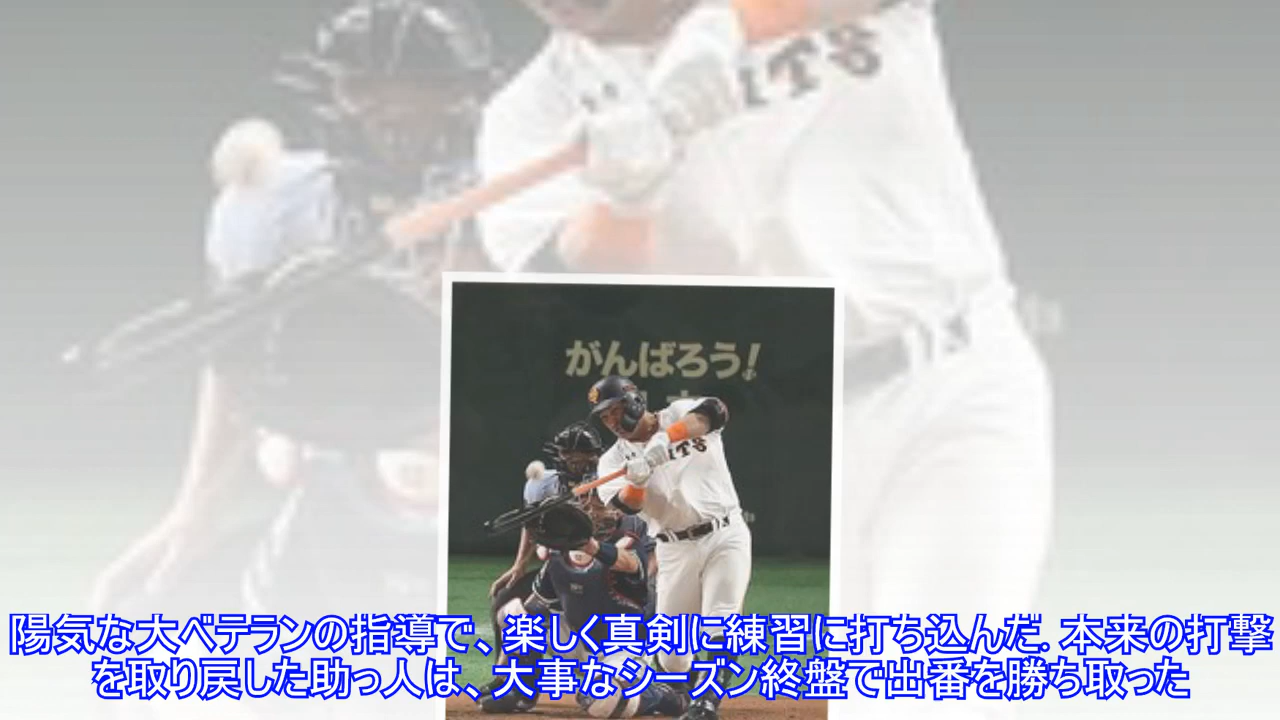 ITS
がんばろう!
ITS
陽気な大ベテランの指導で、楽しく真剣に練習に打ち込んだ. 本来の打撃
を取り戻した助っ人は、大事なシーズン終盤で出番を勝ち取った